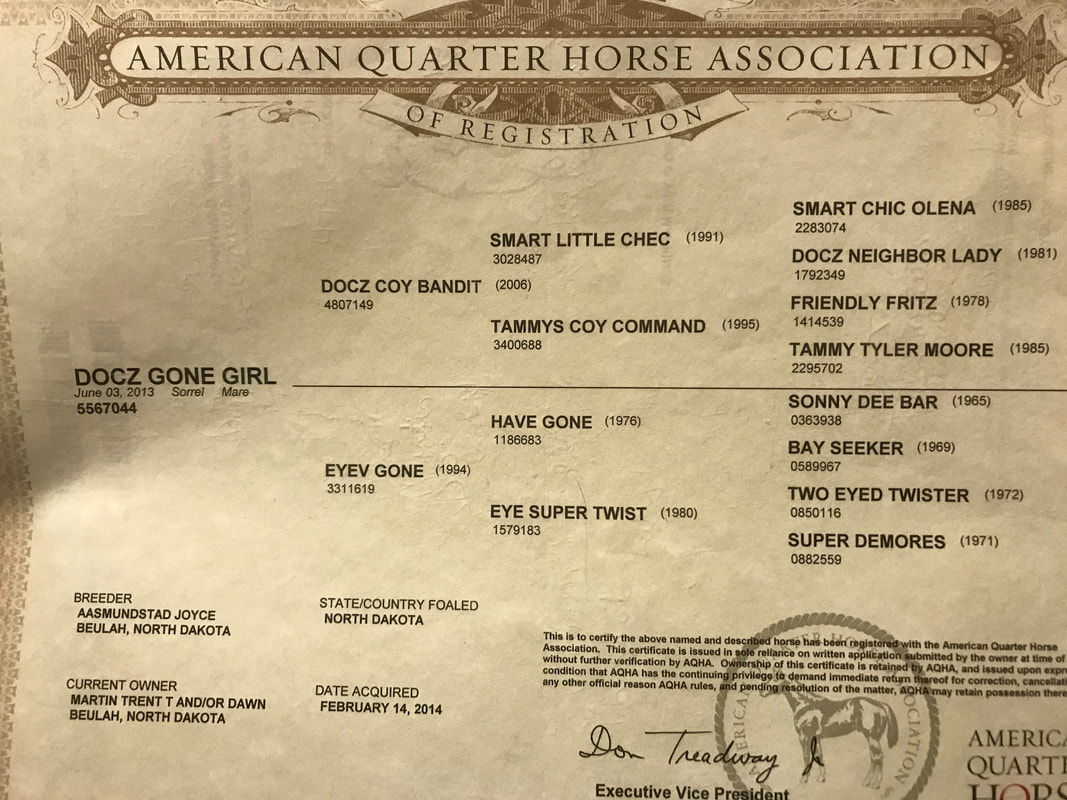 AMERICAN QUARTER HORSE ASSOCIATION
OF REGISTRATION
SMART CHIC OLENA (1985)
2283074
SMART LITTLE CHEC (1991)
3028487
DOCZ NEIGHBOR LADY (1981)
1792349
DOCZ COY BANDIT (2006)
4807149
FRIENDLY FRITZ (1978)
1414539
TAMMYS COY COMMAND (1995)
3400688
TAMMY TYLER MOORE (1985)
2295702
DOCZ GONE GIRL
June 03, 2013 Sorrel Mare
5567044
SONNY DEE BAR (1965)
0363938
HAVE GONE (1976)
1186683
BAY SEEKER (1969)
0589967
EYEV GONE (1994)
3311619
TWO EYED TWISTER (1972)
0850116
EYE SUPER TWIST (1980)
1579183
SUPER DEMORES (1971)
0882559
BREEDER
AASMUNDSTAD JOYCE
BEULAH, NORTH DAKOTA
STATE/COUNTRY FOALED
NORTH DAKOTA
CURRENT OWNER
MARTIN TRENT T AND/OR DAWN
BEULAH, NORTH DAKOTA
DATE ACQUIRED
FEBRUARY 14, 2014
This is to certify the above named and described horse has been registered with the American Quarter Horse
Association. This certificate is issued in sole reliance on written application submitted by the owner at time of
without further verification by AQHA. Ownership of this certificate is retained by AQHA, and issued upon
condition that AQHA has the continuing privilege to demand immediate return thereof for correction,
any other official reason AQHA rules, and pending resolution of the matter, AQHA may retain possession
Don Treadway Jr
Executive Vice President
AMERICA
QUARTE
HORS